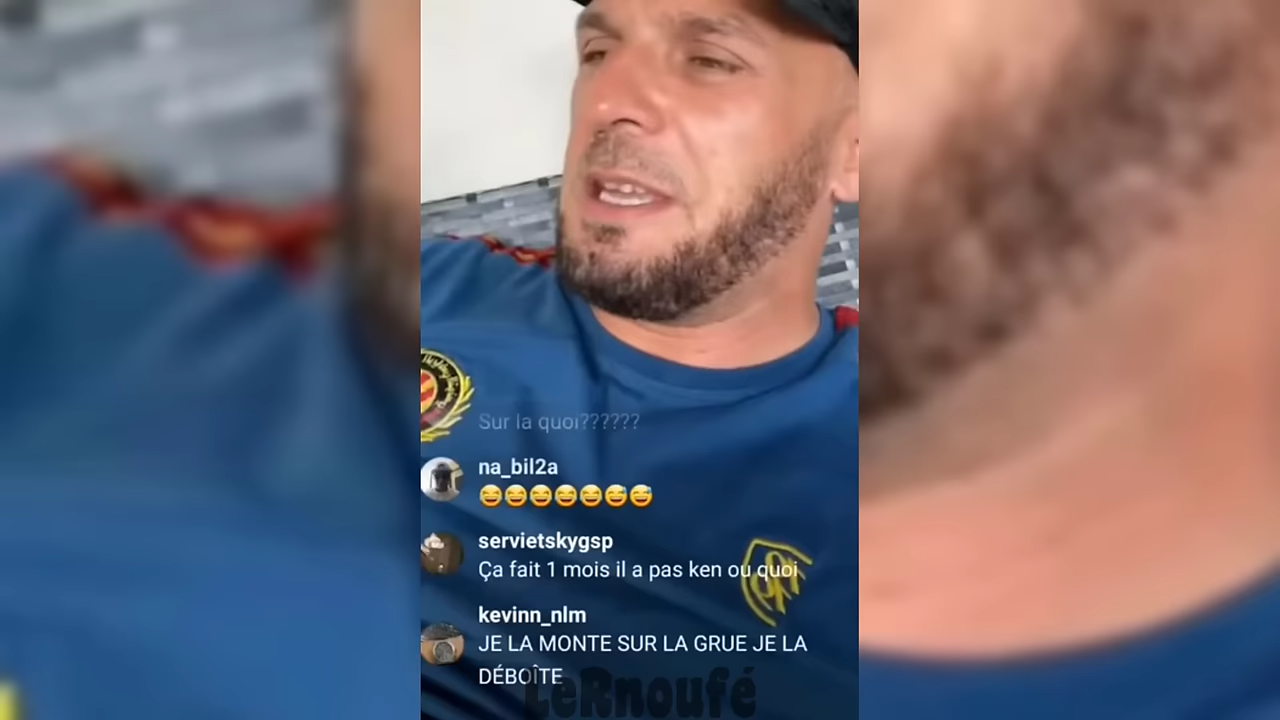 Sur la quoi??????
na_bil2a
😂😂😂😂😂😅😅
servietskygsp
Ça fait 1 mois il a pas ken ou quoi
kevinn_nlm
JE LA MONTE SUR LA GRUE JE LA
DÉBOÎTE
LeRnoufé